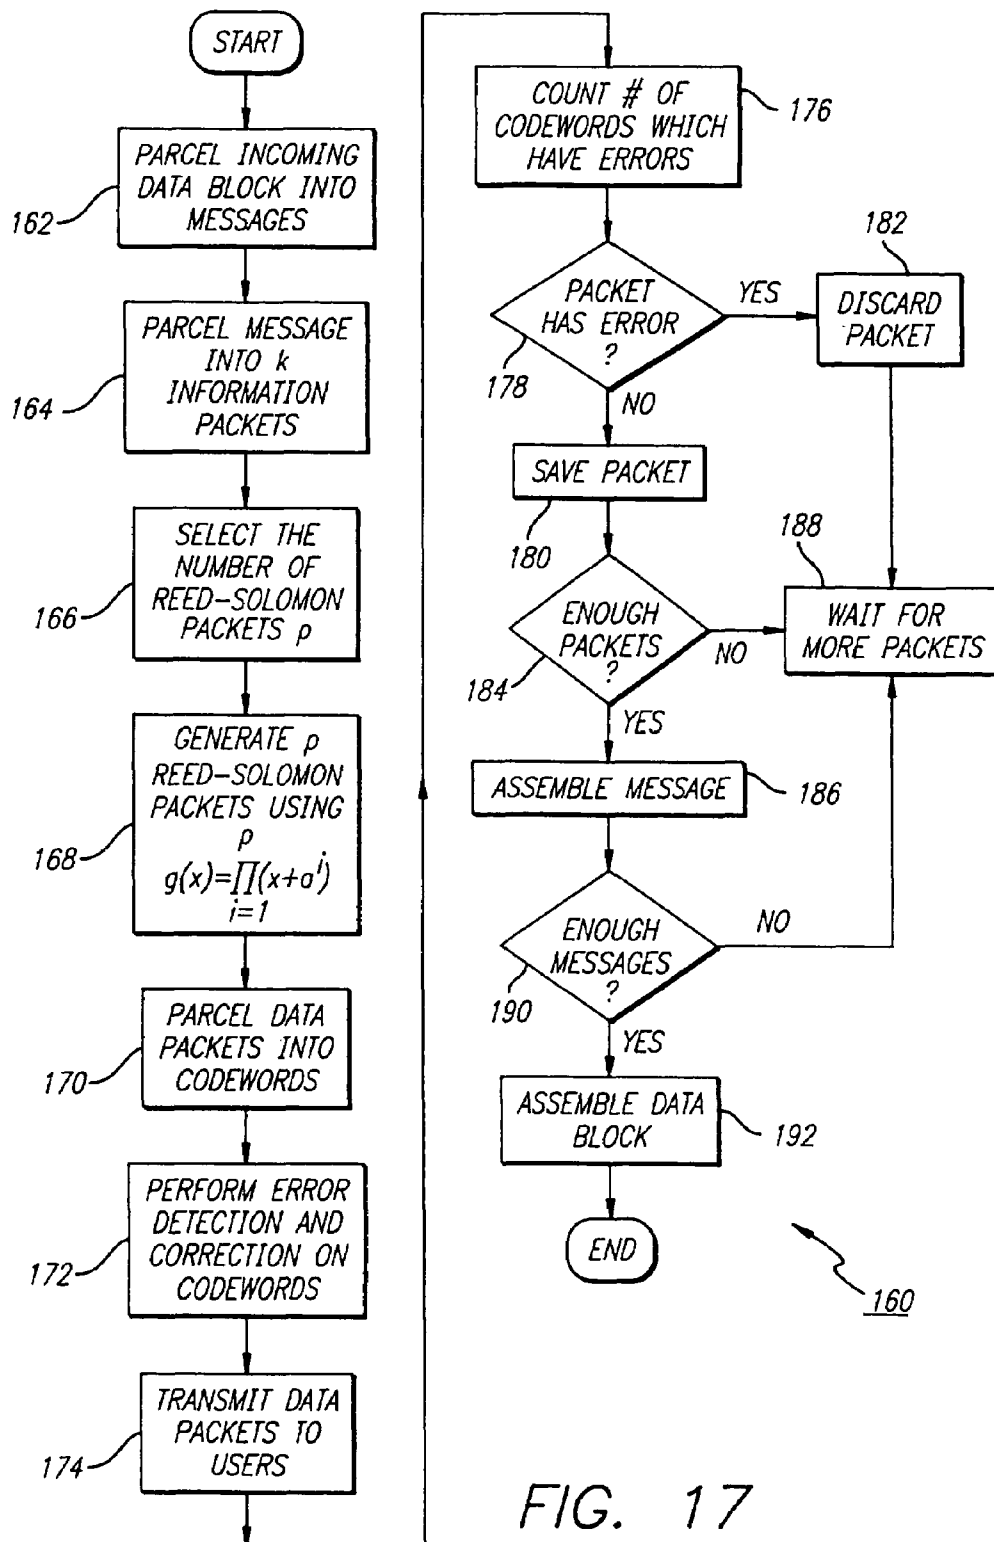 START
PARCEL INCOMING
DATA BLOCK INTO
MESSAGES
162
PARCEL MESSAGE
INTO k
INFORMATION
PACKETS
164
SELECT THE
NUMBER OF
REED-SOLOMON
PACKETS p
166
GENERATE p
REED-SOLOMON
PACKETS USING
p
g(x)=∏(x+a^i)
i=1
168
PARCEL DATA
PACKETS INTO
CODEWORDS
170
PERFORM ERROR
DETECTION AND
CORRECTION ON
CODEWORDS
172
TRANSMIT DATA
PACKETS TO
USERS
174
COUNT # OF
CODEWORDS WHICH
HAVE ERRORS
176
PACKET
HAS ERROR
?
178
YES
NO
182
DISCARD
PACKET
SAVE PACKET
180
ENOUGH
PACKETS
?
184
NO
YES
188
WAIT FOR
MORE PACKETS
ASSEMBLE MESSAGE
186
ENOUGH
MESSAGES
?
190
NO
YES
ASSEMBLE DATA
BLOCK
192
END
160
FIG. 17